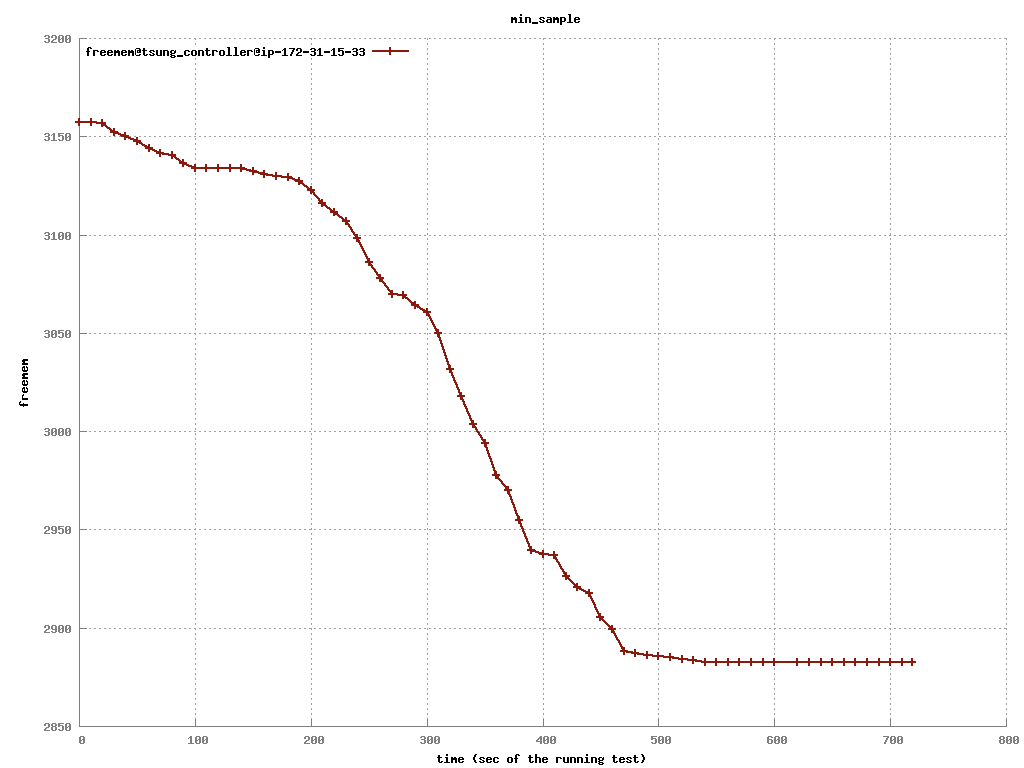 min_sample
3200
freemem@tsung_controller@ip-172-31-15-33
3150
3100
3050
freemem
3000
2950
2900
2850
0 100 200 300 400 500 600 700 800
time (sec of the running test)